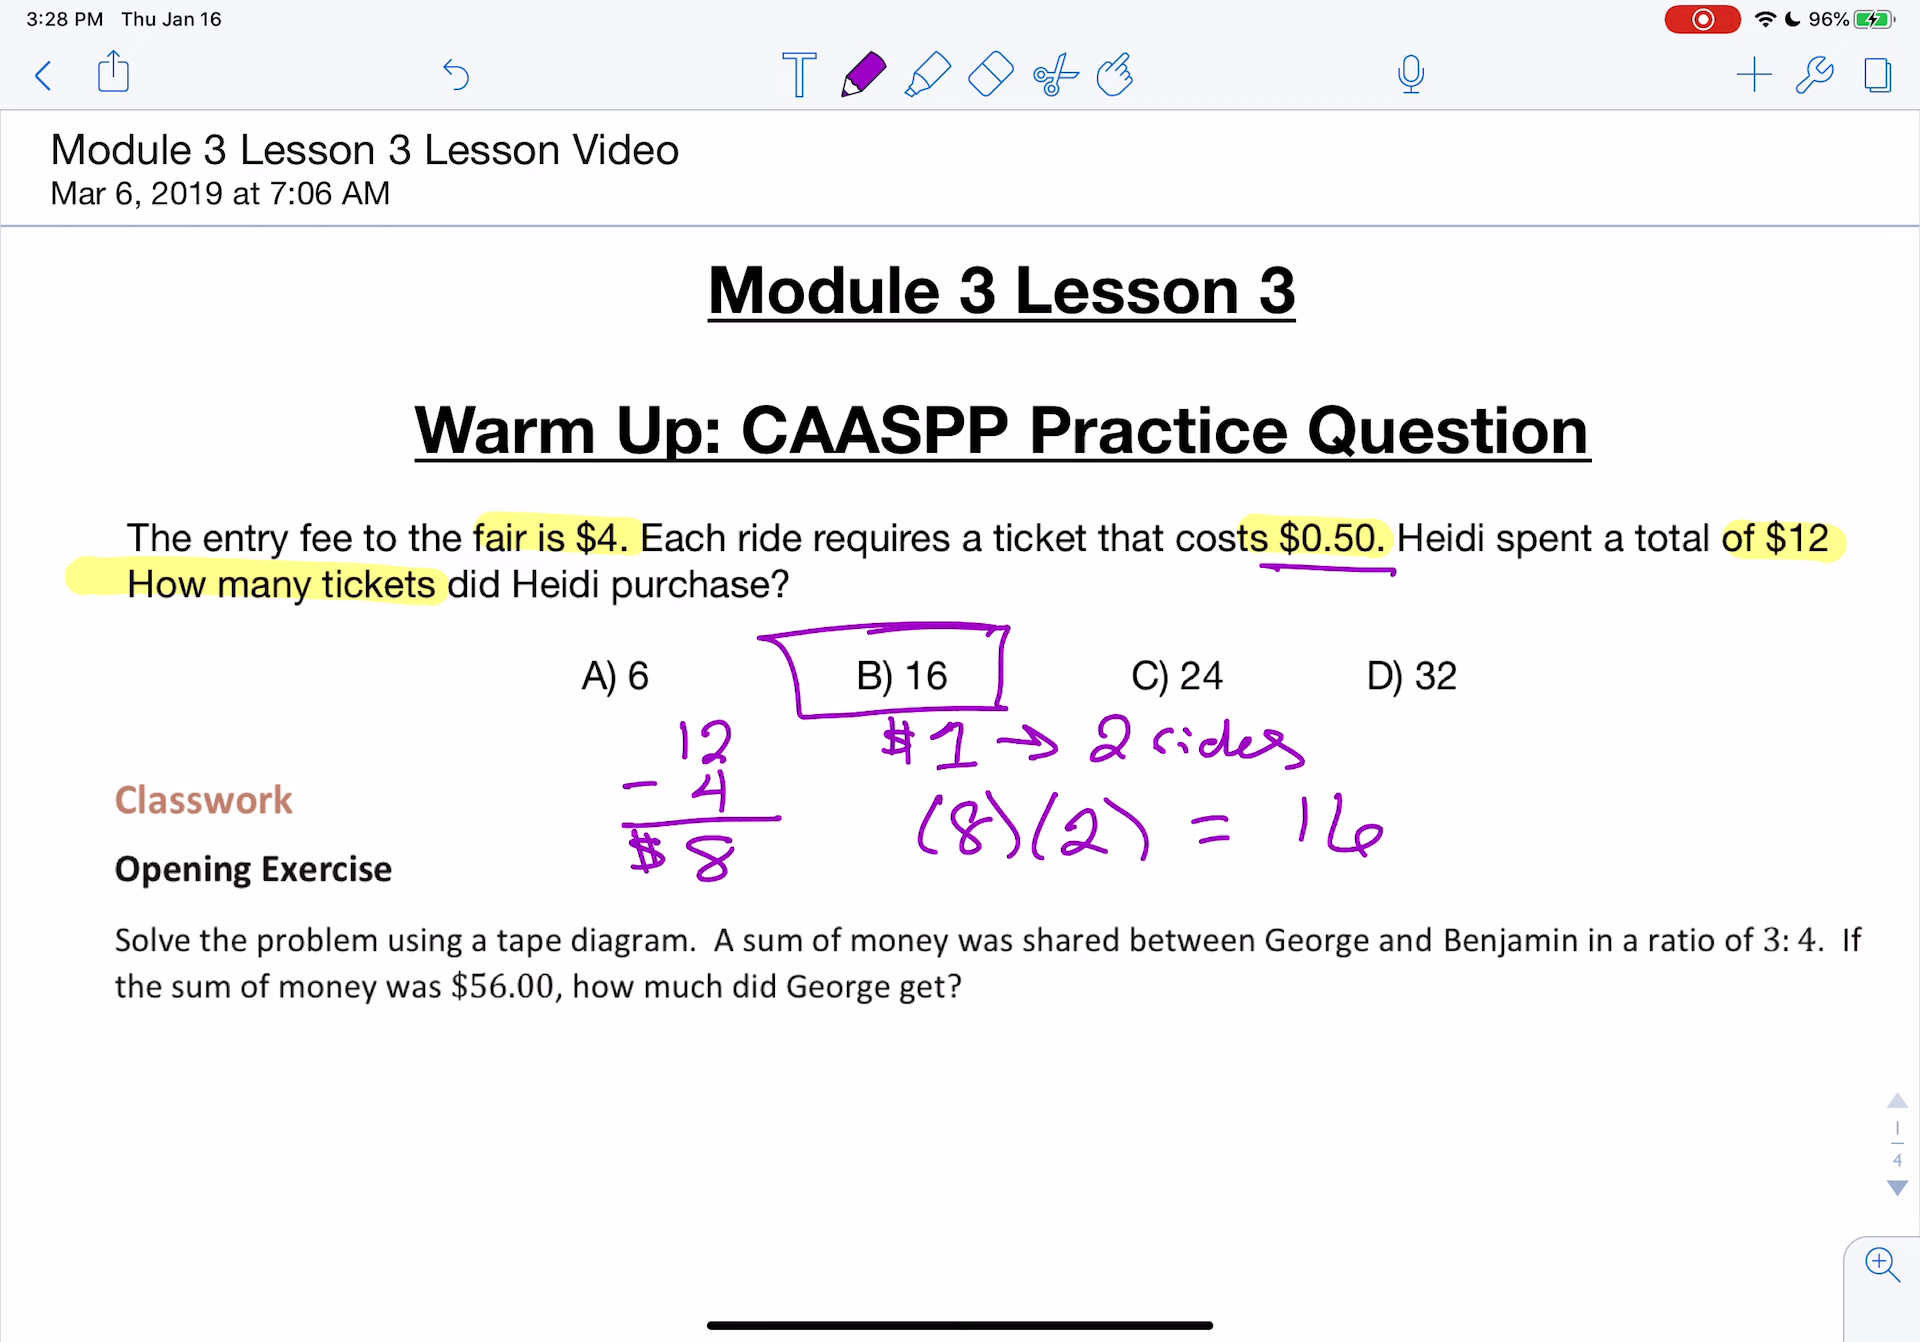 3:28 PM Thu Jan 16 96%
T
Module 3 Lesson 3 Lesson Video
Mar 6, 2019 at 7:06 AM
Module 3 Lesson 3
Warm Up: CAASPP Practice Question
The entry fee to the fair is $4. Each ride requires a ticket that costs $0.50. Heidi spent a total of $12
How many tickets did Heidi purchase?
A) 6 B) 16 C) 24 D) 32
12
- 4
$ 8
$1 → 2 rides
(8)(2) = 16
Classwork
Opening Exercise
Solve the problem using a tape diagram. A sum of money was shared between George and Benjamin in a ratio of 3: 4. If
the sum of money was $56.00, how much did George get?
1
4